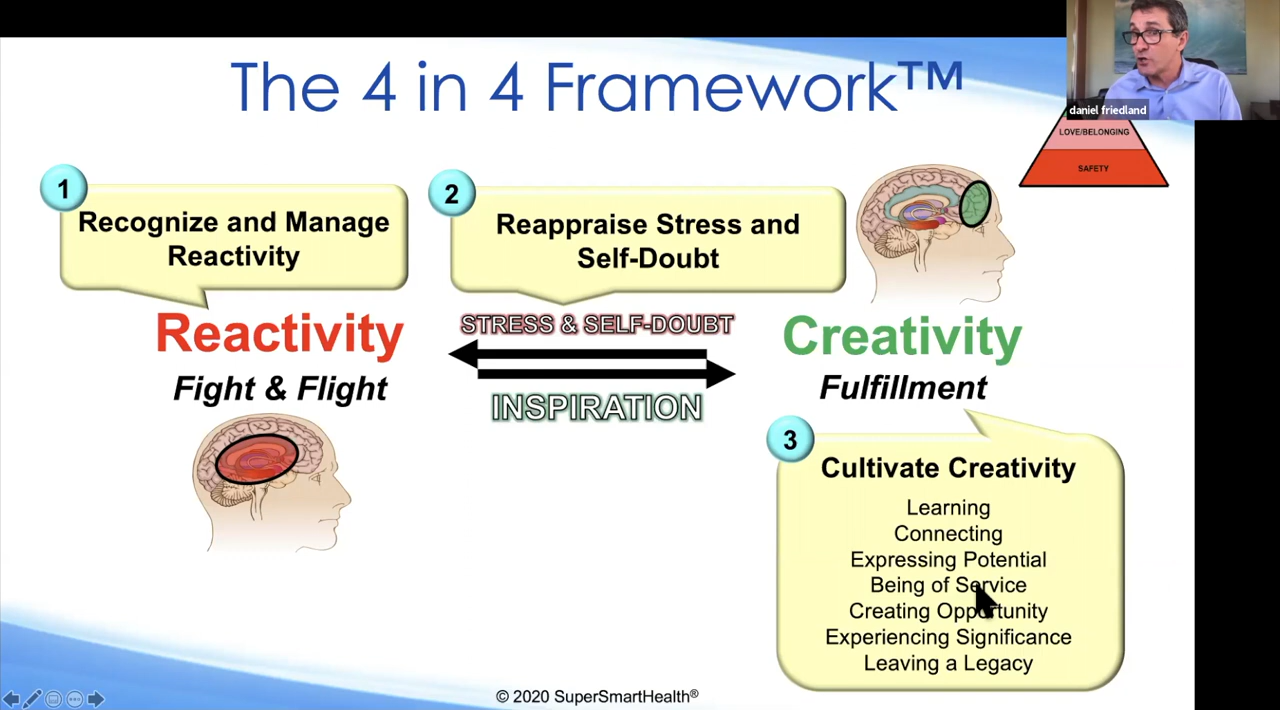 The 4 in 4 Framework™
daniel friedland
LOVE/BELONGING
SAFETY
1
Recognize and Manage
Reactivity
2
Reappraise Stress and
Self-Doubt
Reactivity
Fight & Flight
STRESS & SELF-DOUBT
INSPIRATION
Creativity
Fulfillment
3
Cultivate Creativity
Learning
Connecting
Expressing Potential
Being of Service
Creating Opportunity
Experiencing Significance
Leaving a Legacy
© 2020 SuperSmartHealth®